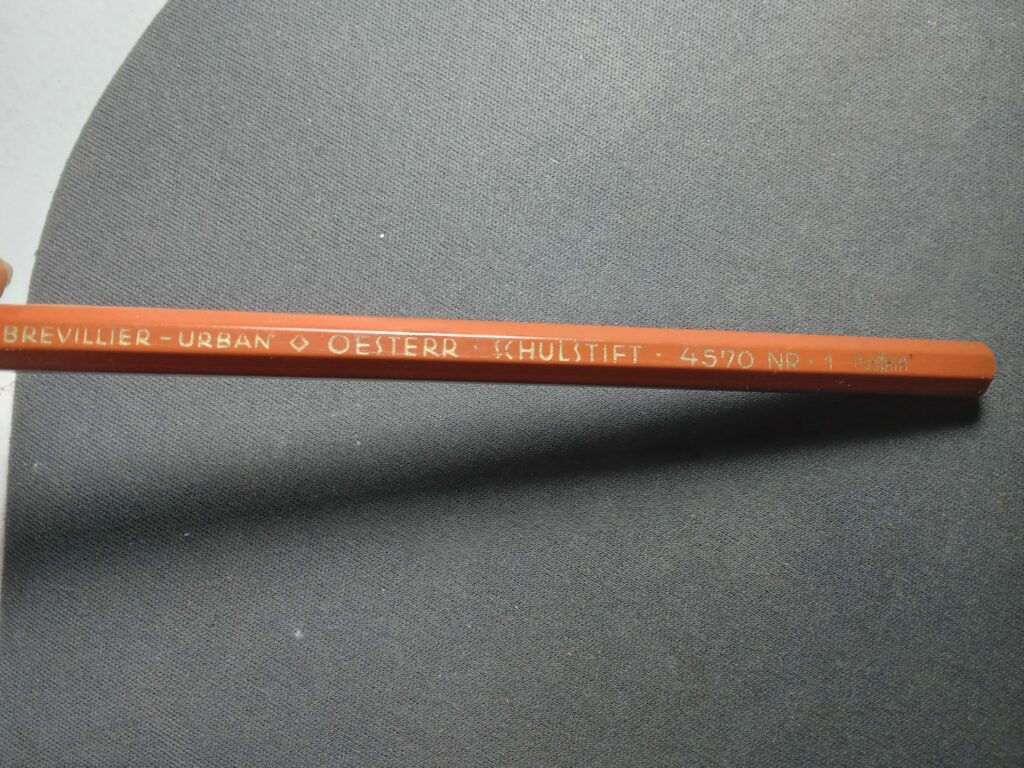 BREVILLIER - URBAN ◇ OESTERR · SCHULSTIFT · 4570 NR · 1